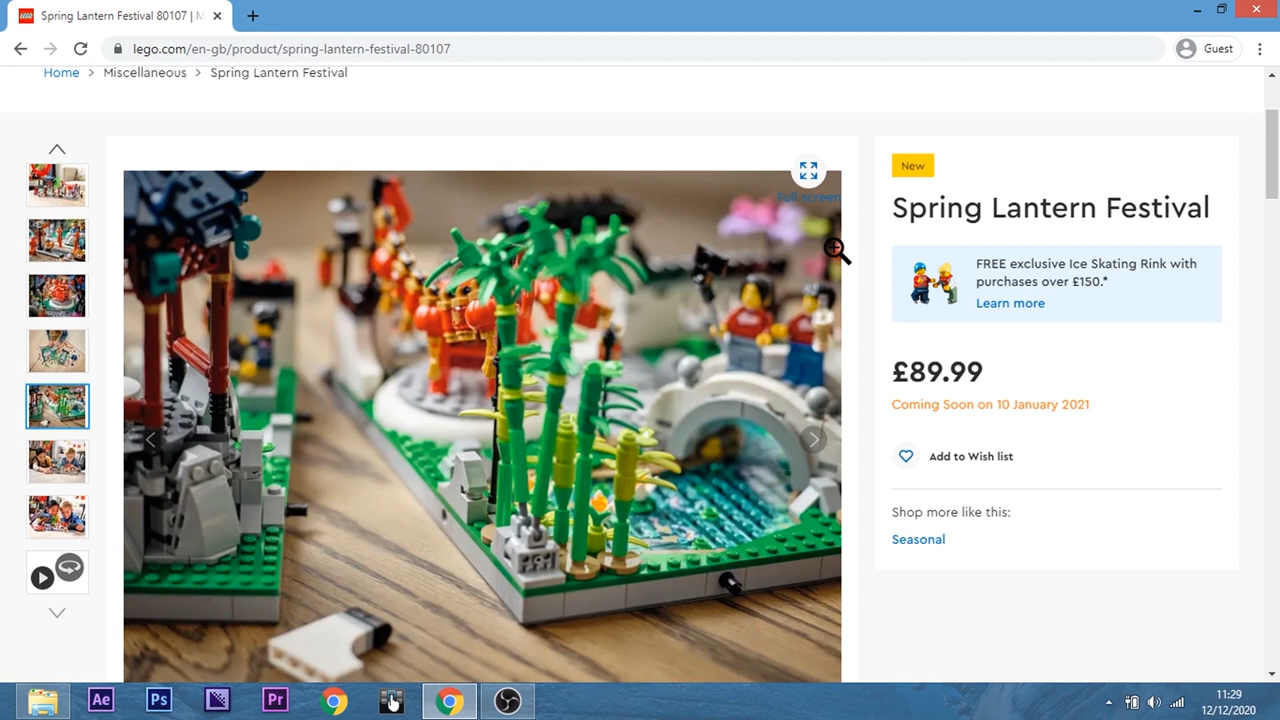 Spring Lantern Festival 80107 | M
lego.com/en-gb/product/spring-lantern-festival-80107
Guest
Home > Miscellaneous > Spring Lantern Festival
Full screen
New
Spring Lantern Festival
FREE exclusive Ice Skating Rink with
purchases over £150.*
Learn more
£89.99
Coming Soon on 10 January 2021
Add to Wish list
Shop more like this:
Seasonal
Ae
Ps
Pr
11:29
12/12/2020